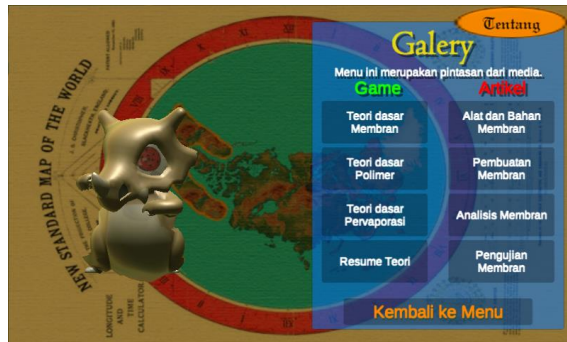 Tentang
Galery
Menu ini merupakan pintasan dari media.
Game
Artikel
Teori dasar
Membran
Alat dan Bahan
Membran
Teori dasar
Polimer
Pembuatan
Membran
Teori dasar
Pervaporasi
Analisis Membran
Resume Teori
Pengujian
Membran
Kembali ke Menu
NEW STANDARD MAP OF THE WORLD
LONGITUDE
AND
TIME
CALCULATOR